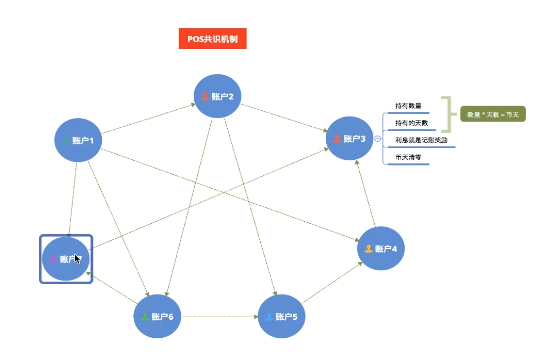 POS共识机制
账户2
账户1
账户3
持有数量
持有的天数
利息就是记账奖励
币天清零
数量 * 天数 = 币天
账户4
账户
账户6
账户5